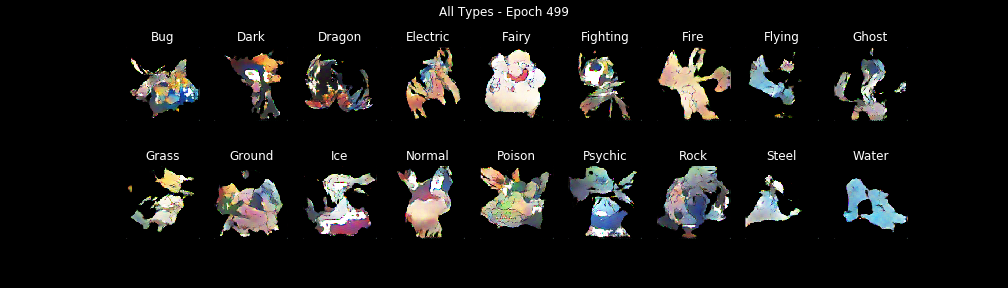 All Types - Epoch 499
Bug Dark Dragon Electric Fairy Fighting Fire Flying Ghost
Grass Ground Ice Normal Poison Psychic Rock Steel Water